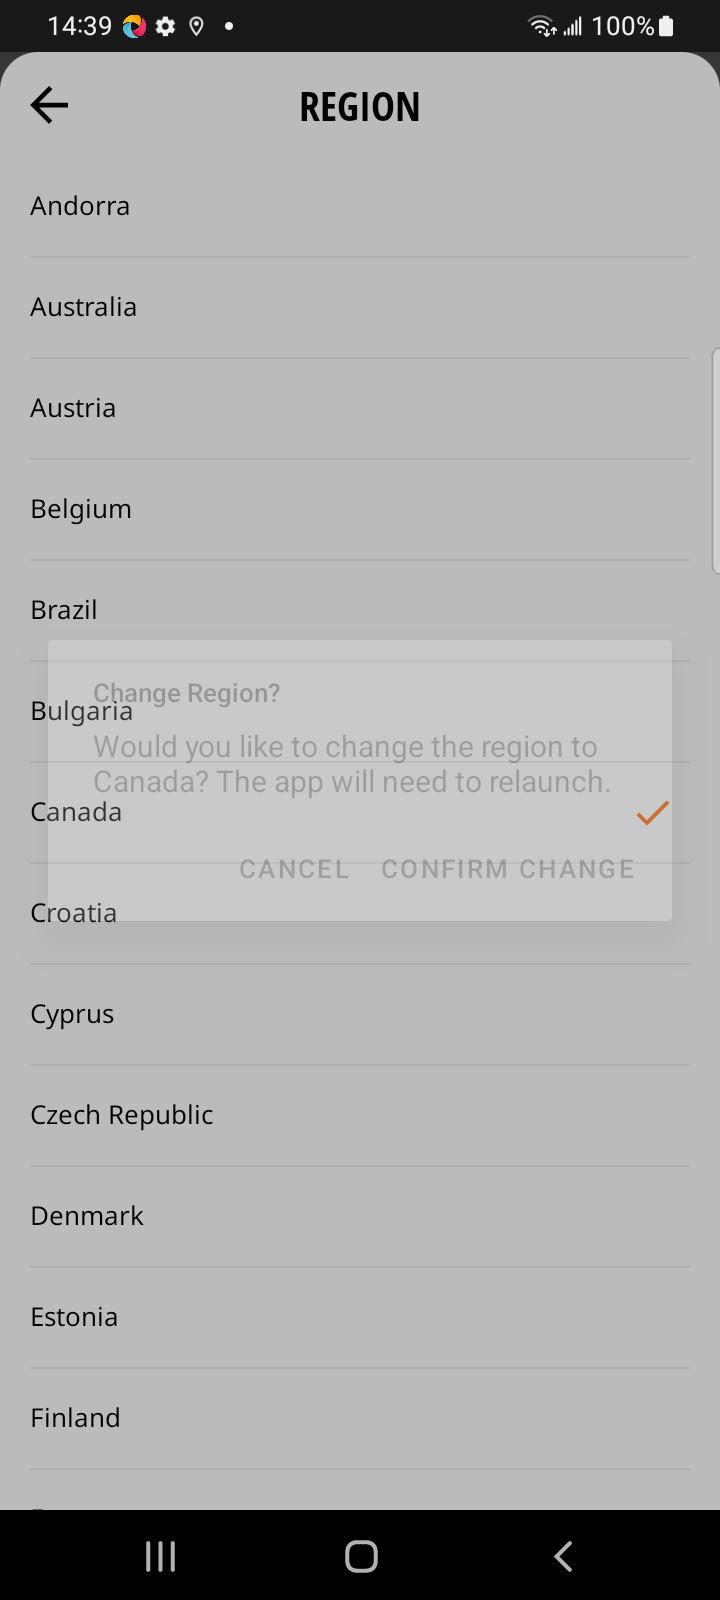 14:39
100%
REGION
Andorra
Australia
Austria
Belgium
Brazil
Change Region?
Bulgaria
Would you like to change the region to
Canada? The app will need to relaunch.
Canada
CANCEL CONFIRM CHANGE
Croatia
Cyprus
Czech Republic
Denmark
Estonia
Finland